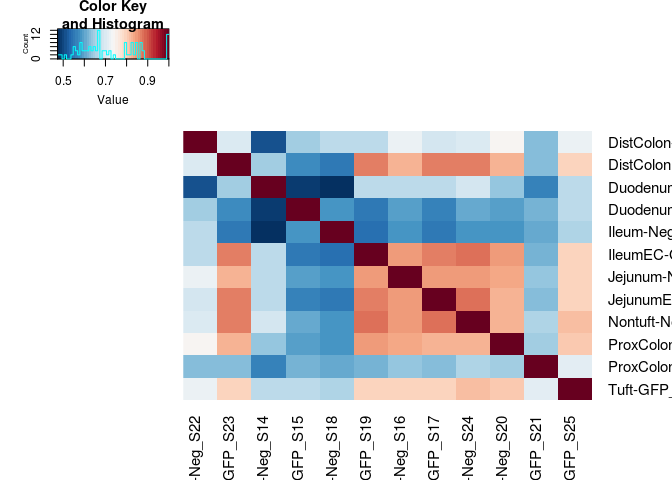 Color Key
and Histogram
Count
0 12
0.5 0.7 0.9
Value
DistColon
DistColon
Duodenum
Duodenum
Ileum-Neg
IleumEC-G
Jejunum-N
JejunumE
Nontuft-Ne
ProxColon
ProxColon
Tuft-GFP_
-Neg_S22
GFP_S23
-Neg_S14
GFP_S15
-Neg_S18
GFP_S19
-Neg_S16
GFP_S17
-Neg_S24
-Neg_S20
GFP_S21
GFP_S25